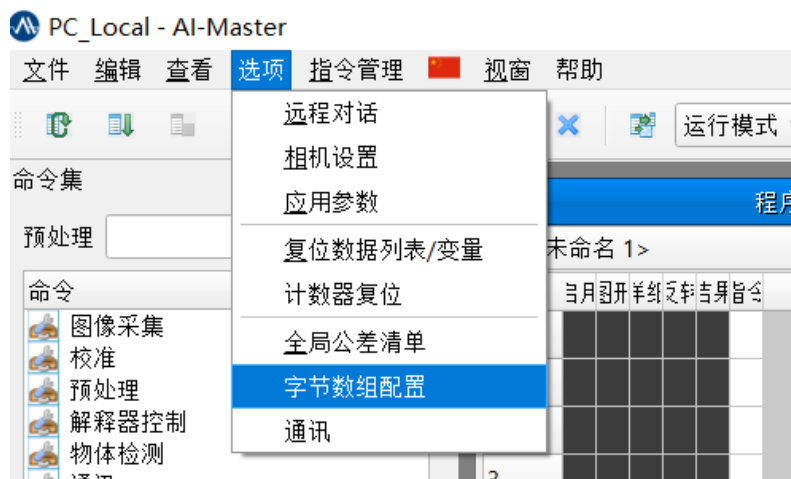 PC_Local - AI-Master
文件 编辑 查看 选项 指令管理 视窗 帮助
远程对话
相机设置
应用参数
复位数据列表/变量
计数器复位
全局公差清单
字节数组配置
通讯
运行模式
命令集
预处理
程序
未命名 1>
命令
图像采集
校准
预处理
解释器控制
物体检测
通讯